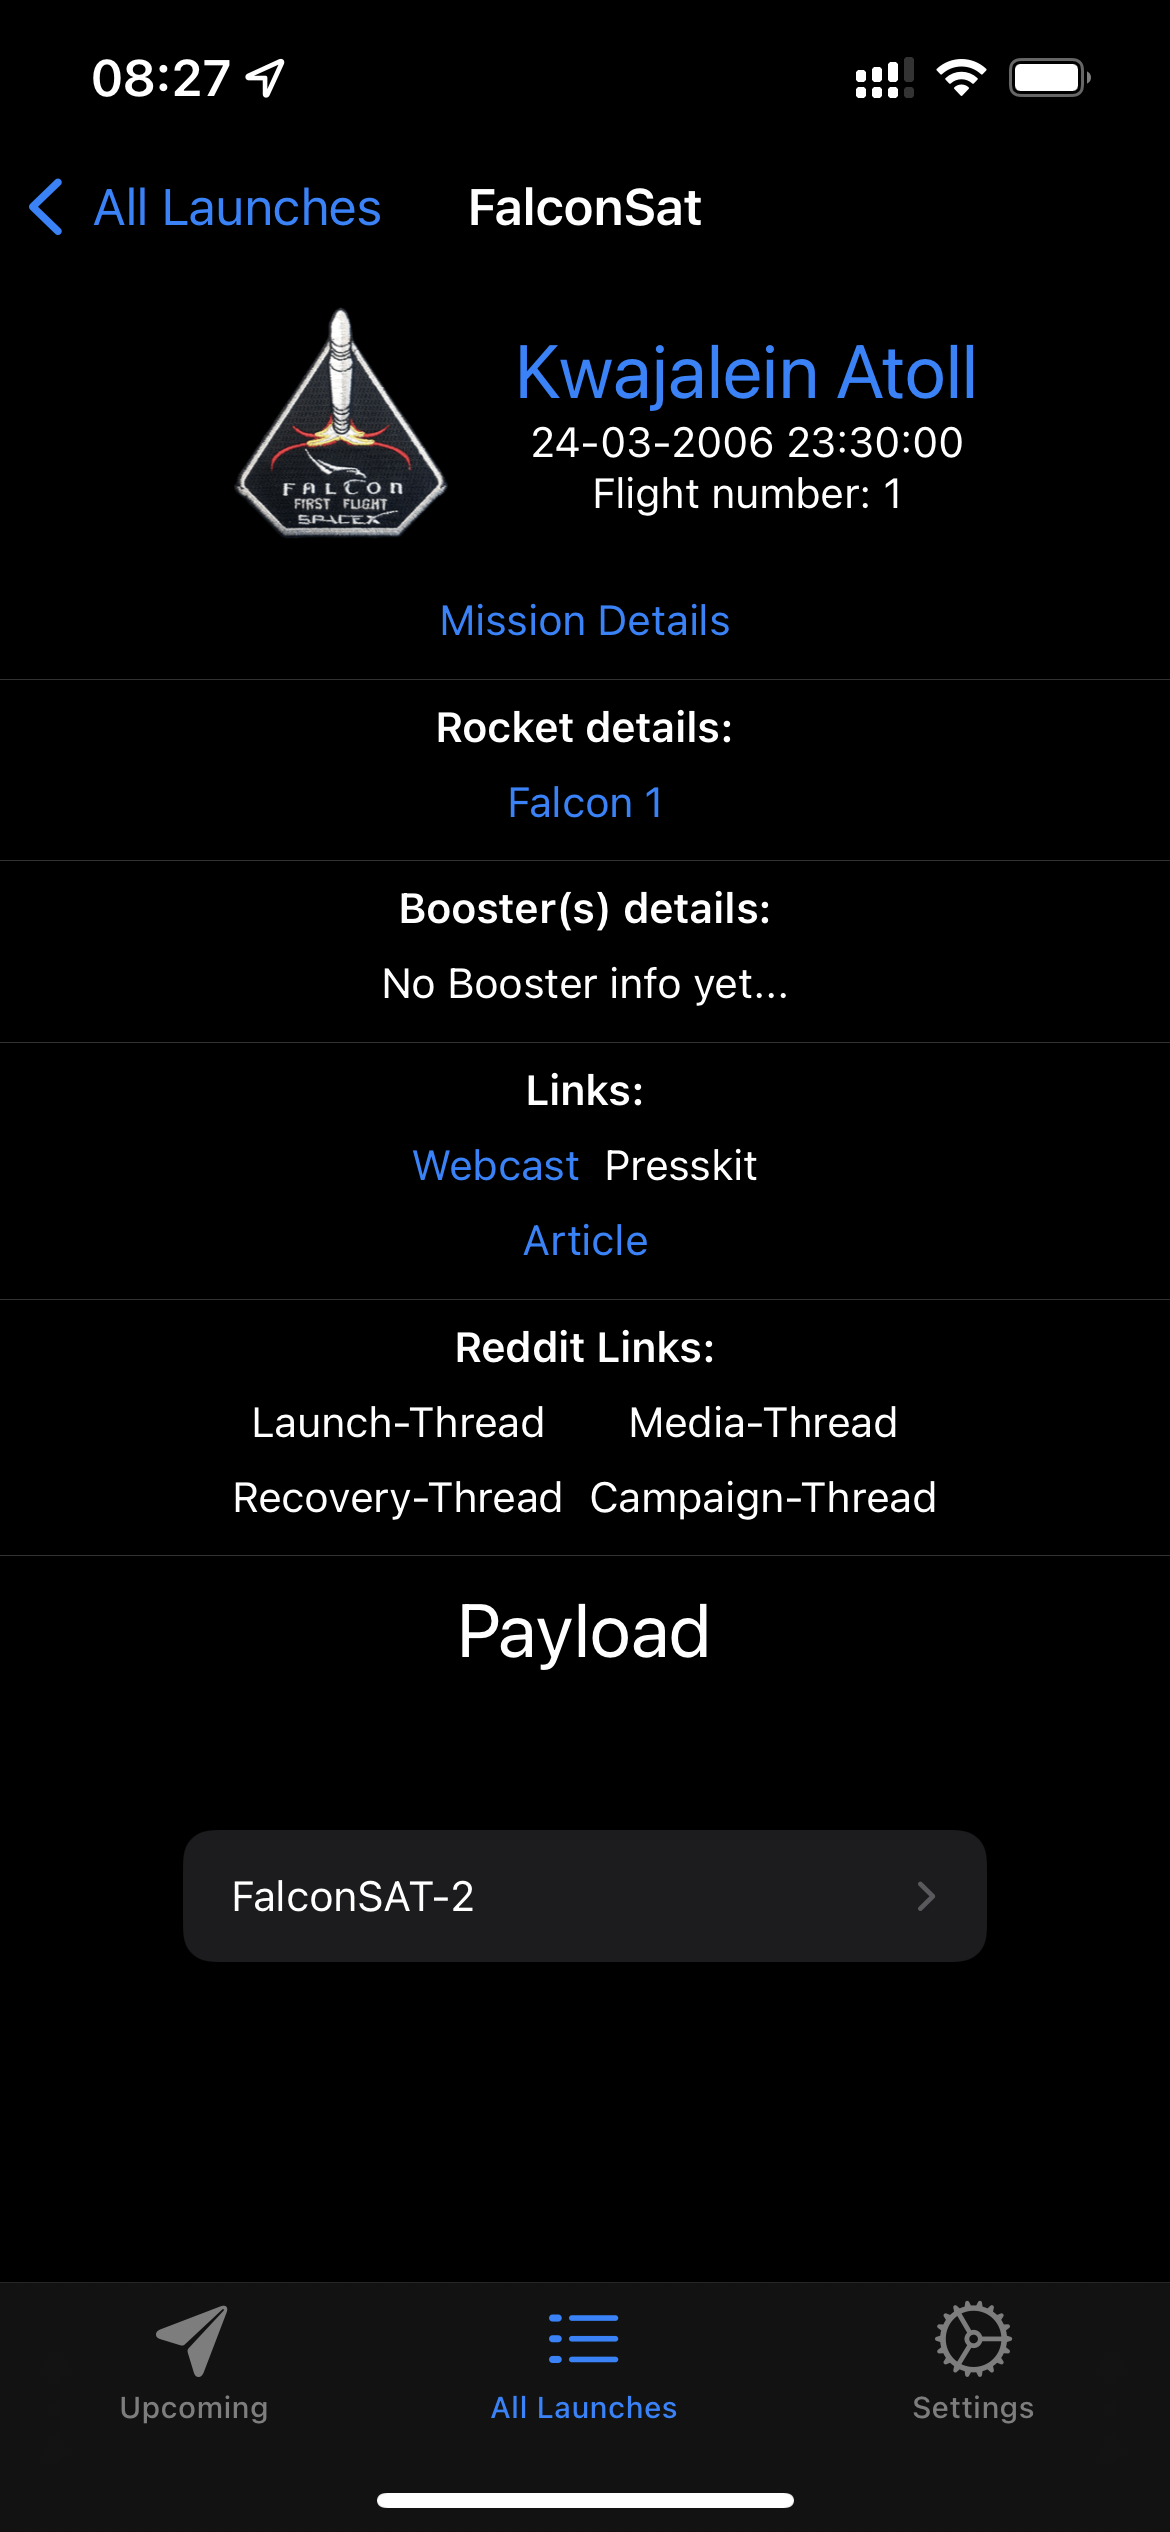 08:27
All Launches FalconSat
Kwajalein Atoll
24-03-2006 23:30:00
Flight number: 1
FALCON
FIRST FLIGHT
SPACEX
Mission Details
Rocket details:
Falcon 1
Booster(s) details:
No Booster info yet...
Links:
Webcast Presskit
Article
Reddit Links:
Launch-Thread Media-Thread
Recovery-Thread Campaign-Thread
Payload
FalconSAT-2
Upcoming All Launches Settings